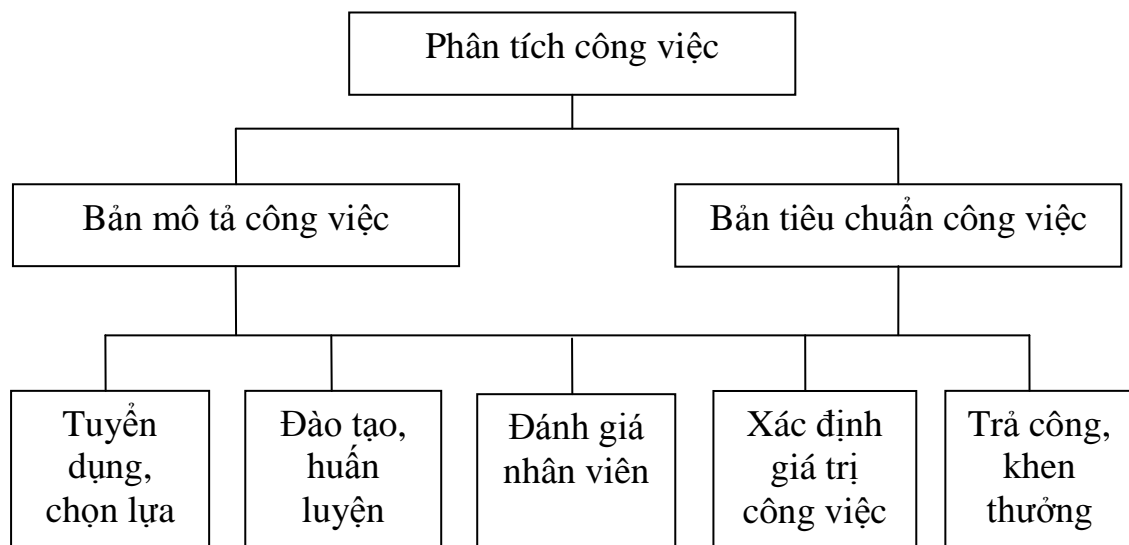 Phân tích công việc
Bản mô tả công việc
Bản tiêu chuẩn công việc
Tuyển
dụng,
chọn lựa
Đào tạo,
huấn
luyện
Đánh giá
nhân viên
Xác định
giá trị
công việc
Trả công,
khen
thưởng